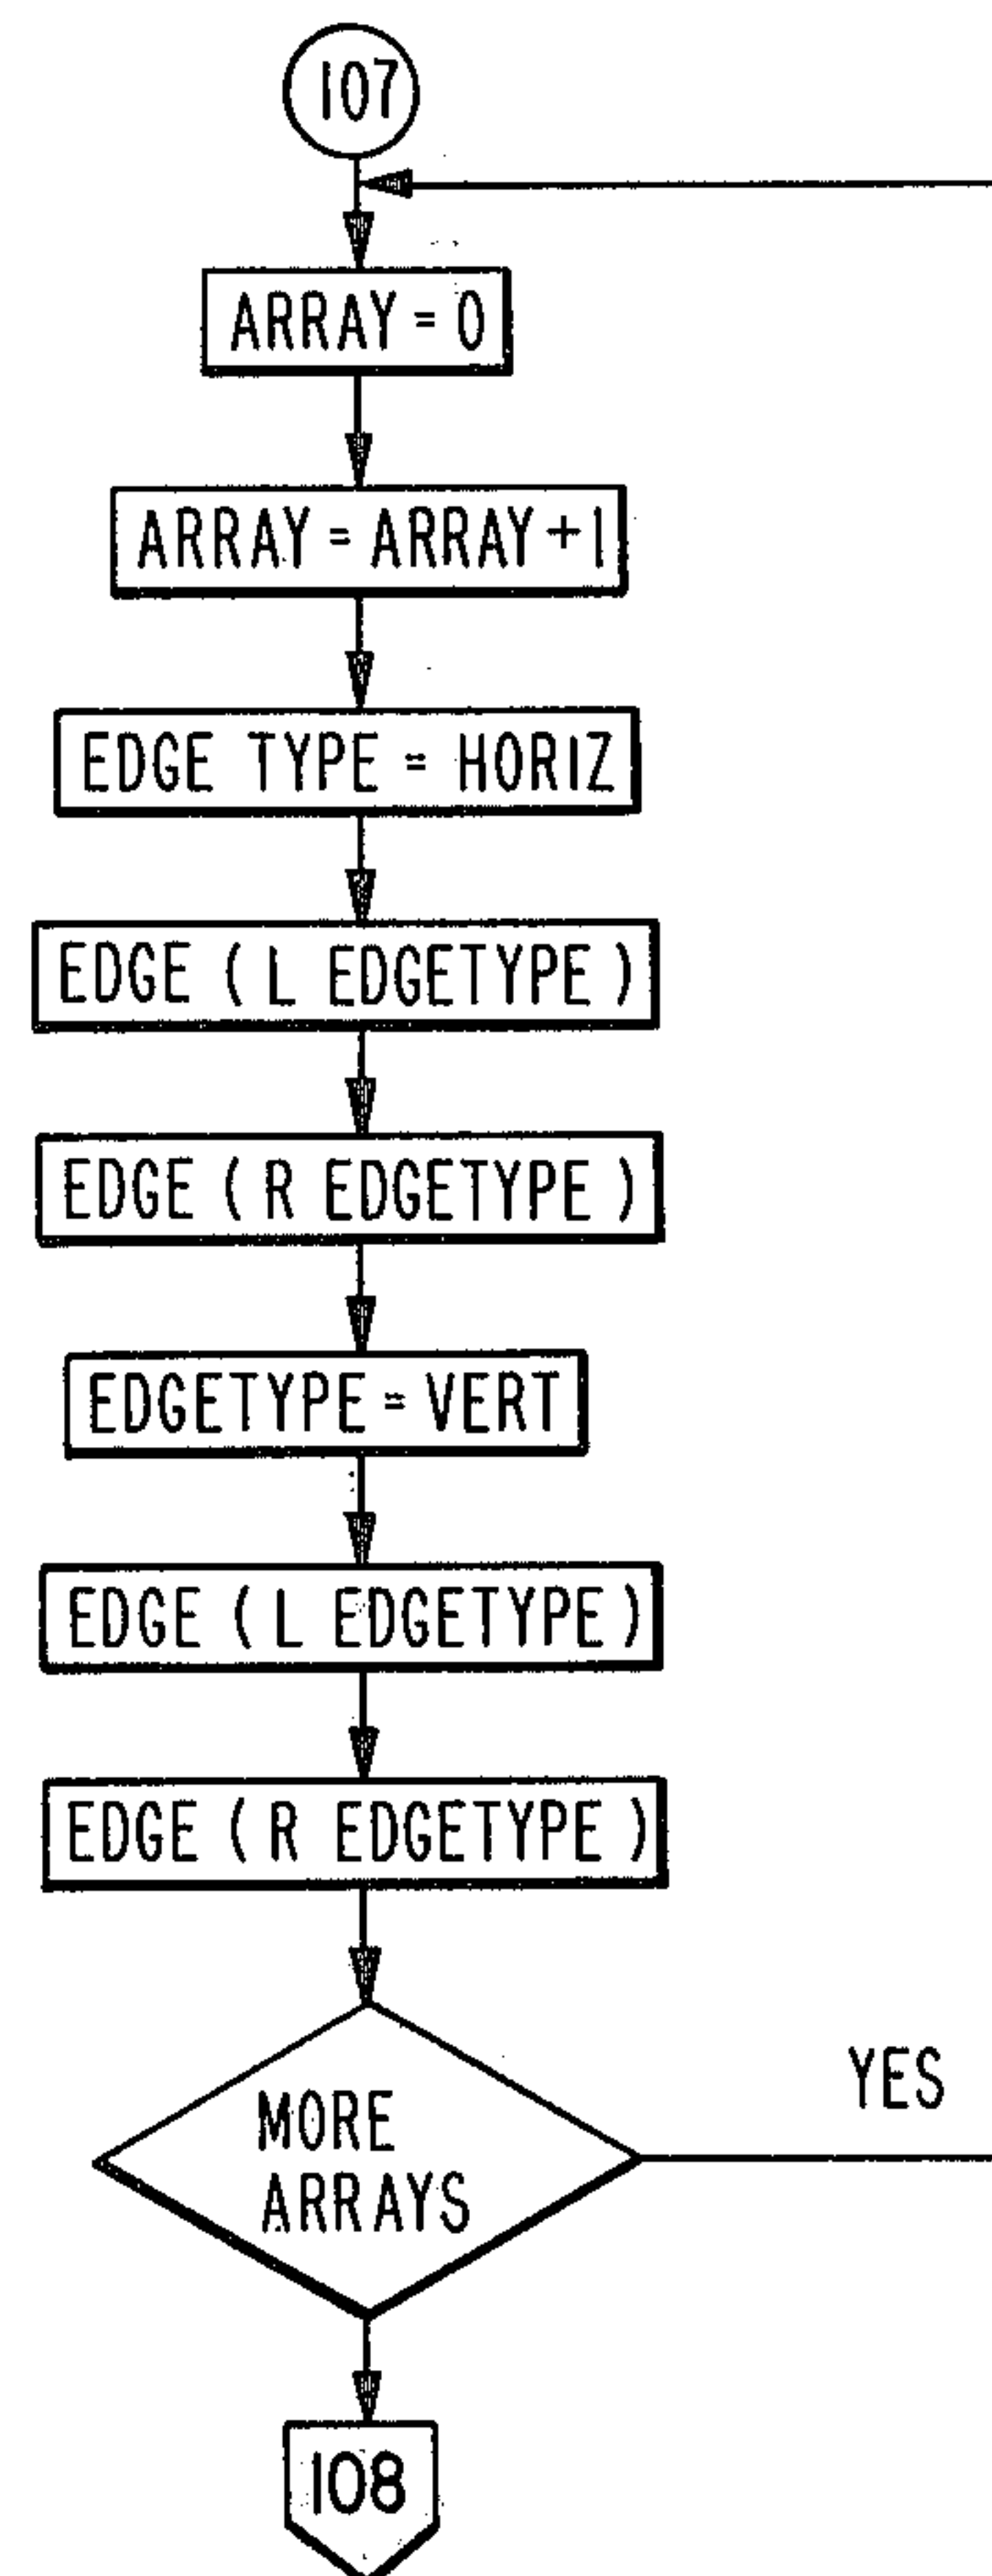 107
ARRAY = 0
ARRAY = ARRAY + 1
EDGE TYPE = HORIZ
EDGE ( L EDGETYPE )
EDGE ( R EDGETYPE )
EDGETYPE = VERT
EDGE ( L EDGETYPE )
EDGE ( R EDGETYPE )
YES
MORE
ARRAYS
108